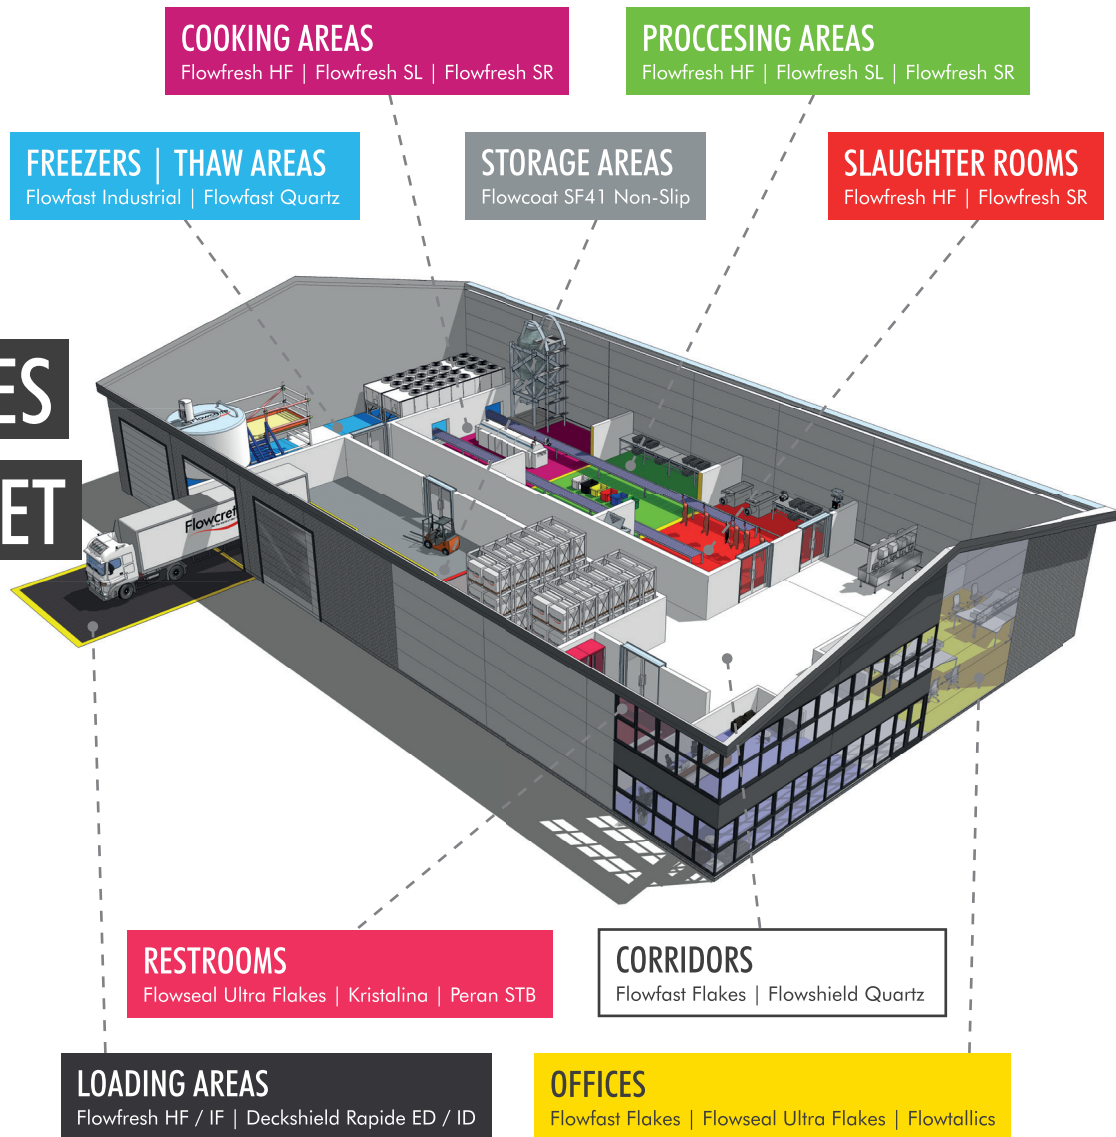 COOKING AREAS
Flowfresh HF | Flowfresh SL | Flowfresh SR
PROCCESING AREAS
Flowfresh HF | Flowfresh SL | Flowfresh SR
FREEZERS | THAW AREAS
Flowfast Industrial | Flowfast Quartz
STORAGE AREAS
Flowcoat SF41 Non-Slip
SLAUGHTER ROOMS
Flowfresh HF | Flowfresh SR
ES
ET
Flowcret
RESTROOMS
Flowseal Ultra Flakes | Kristalina | Peran STB
CORRIDORS
Flowfast Flakes | Flowshield Quartz
LOADING AREAS
Flowfresh HF / IF | Deckshield Rapide ED / ID
OFFICES
Flowfast Flakes | Flowseal Ultra Flakes | Flowtallics